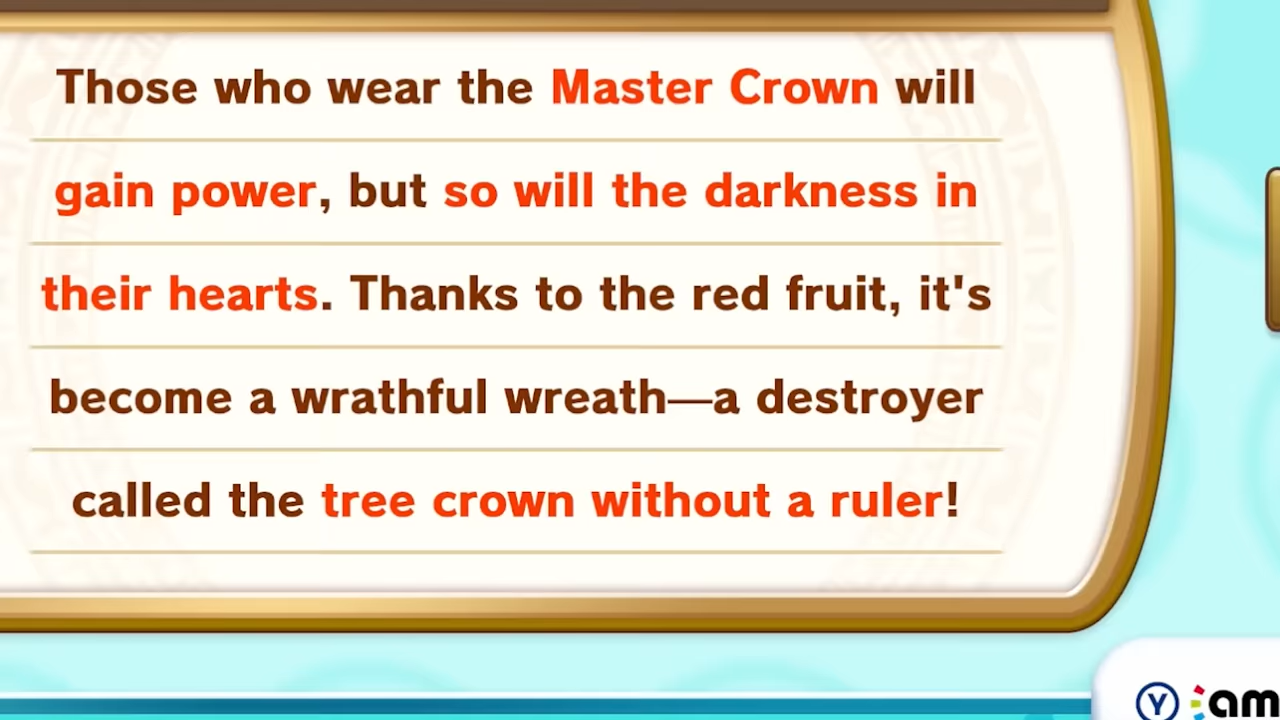 Those who wear the Master Crown will
gain power, but so will the darkness in
their hearts. Thanks to the red fruit, it's
become a wrathful wreath—a destroyer
called the tree crown without a ruler!
Y am